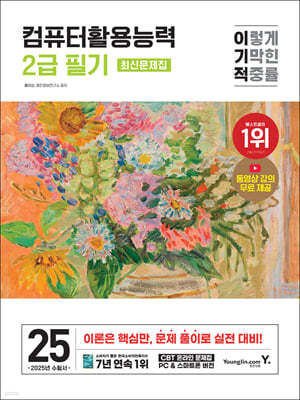 컴퓨터활용능력
2급 필기 최신문제집
이렇게
기막힌
적중률
베스트셀러
1위
동영상 강의
무료 제공
25
2025년 수험서
이론은 핵심만, 문제 풀이로 실전 대비!
7년 연속 1위
CBT 온라인 문제집
PC & 스마트폰 버전
YoungJin.com Y.